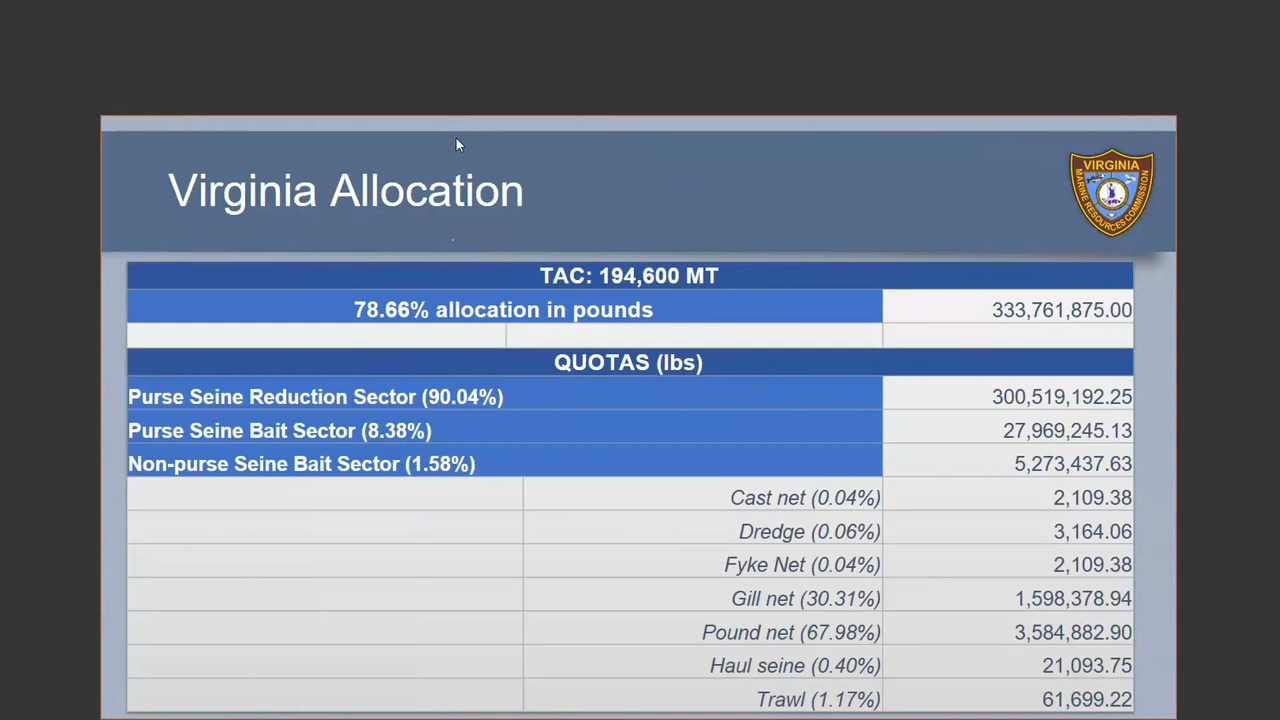 Virginia Allocation
VIRGINIA
MARINE RESOURCES COMMISSION
TAC: 194,600 MT
78.66% allocation in pounds 333,761,875.00
QUOTAS (lbs)
Purse Seine Reduction Sector (90.04%) 300,519,192.25
Purse Seine Bait Sector (8.38%) 27,969,245.13
Non-purse Seine Bait Sector (1.58%) 5,273,437.63
Cast net (0.04%) 2,109.38
Dredge (0.06%) 3,164.06
Fyke Net (0.04%) 2,109.38
Gill net (30.31%) 1,598,378.94
Pound net (67.98%) 3,584,882.90
Haul seine (0.40%) 21,093.75
Trawl (1.17%) 61,699.22